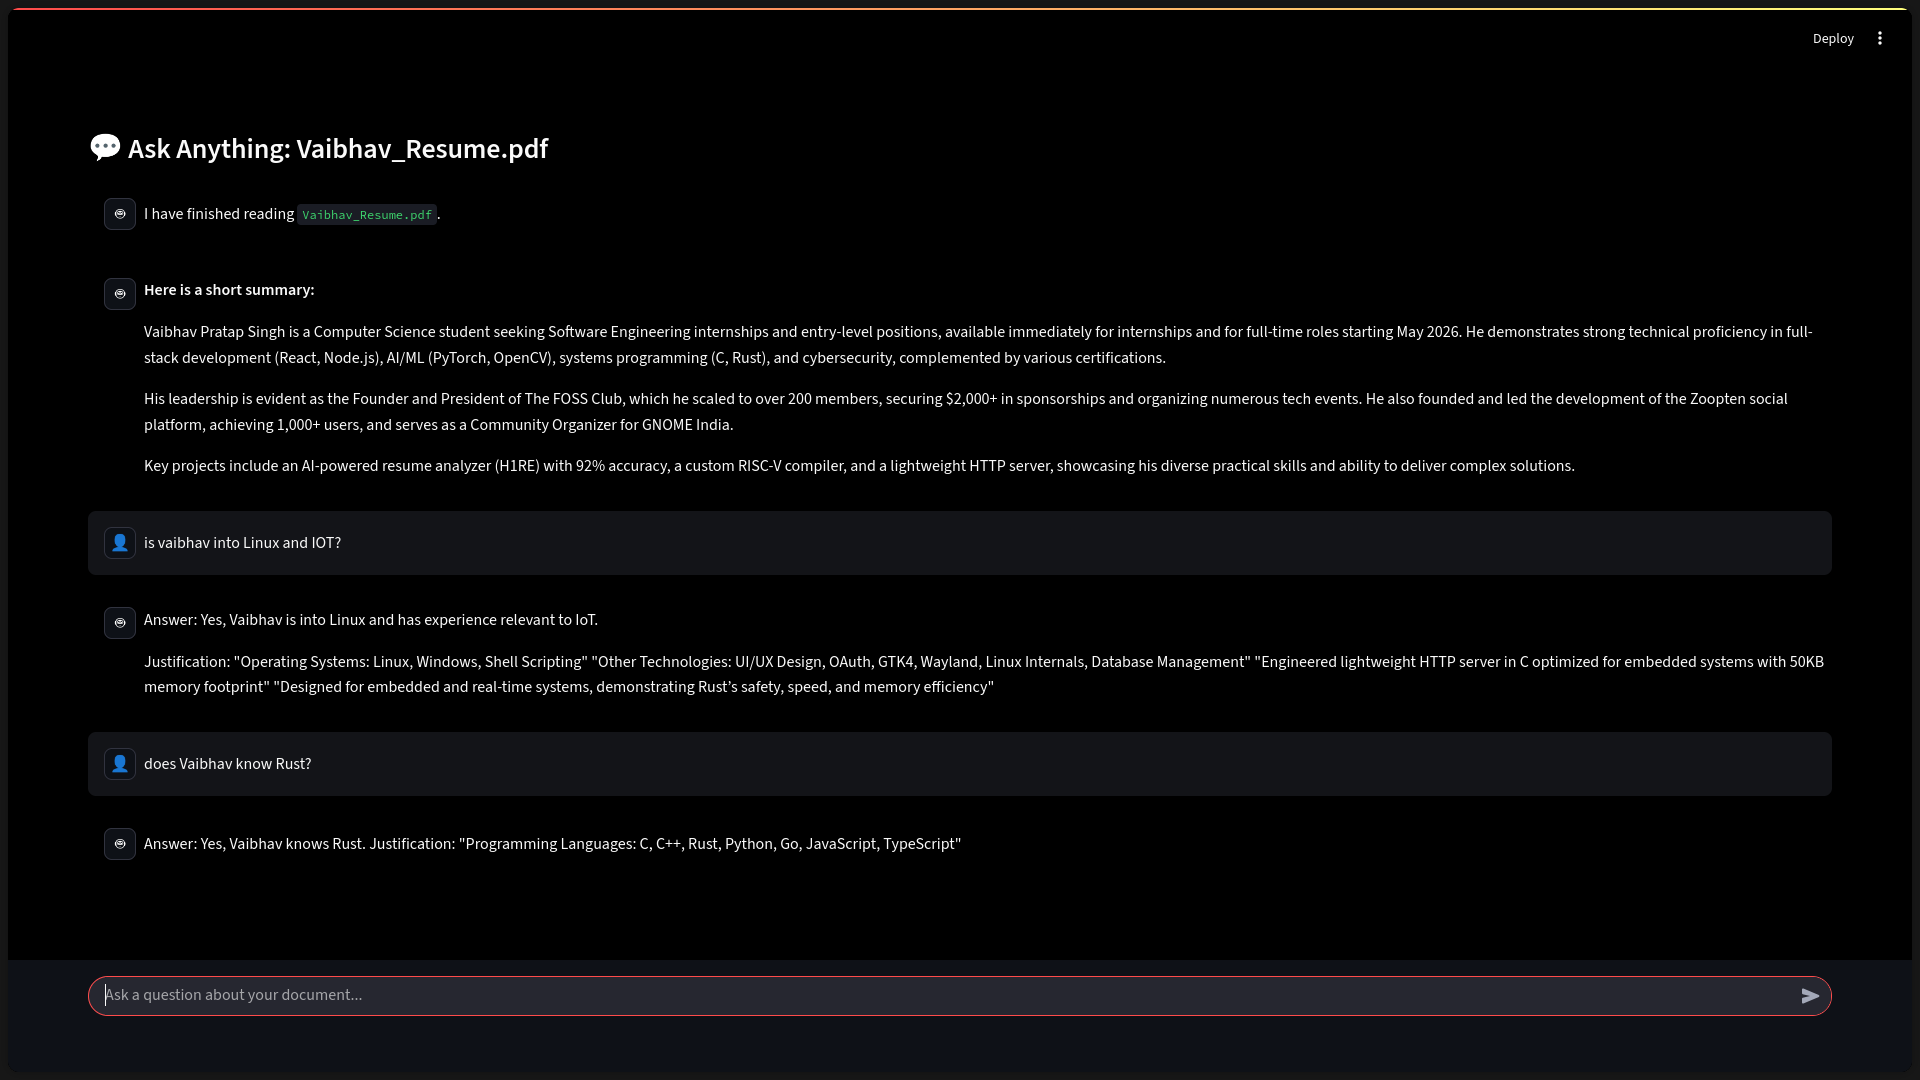 Deploy
💬 Ask Anything: Vaibhav_Resume.pdf
I have finished reading Vaibhav_Resume.pdf.
Here is a short summary:
Vaibhav Pratap Singh is a Computer Science student seeking Software Engineering internships and entry-level positions, available immediately for internships and for full-time roles starting May 2026. He demonstrates strong technical proficiency in full-
stack development (React, Node.js), AI/ML (PyTorch, OpenCV), systems programming (C, Rust), and cybersecurity, complemented by various certifications.
His leadership is evident as the Founder and President of The FOSS Club, which he scaled to over 200 members, securing $2,000+ in sponsorships and organizing numerous tech events. He also founded and led the development of the Zoopten social
platform, achieving 1,000+ users, and serves as a Community Organizer for GNOME India.
Key projects include an AI-powered resume analyzer (H1RE) with 92% accuracy, a custom RISC-V compiler, and a lightweight HTTP server, showcasing his diverse practical skills and ability to deliver complex solutions.
is vaibhav into Linux and IOT?
Answer: Yes, Vaibhav is into Linux and has experience relevant to IoT.
Justification: "Operating Systems: Linux, Windows, Shell Scripting" "Other Technologies: UI/UX Design, OAuth, GTK4, Wayland, Linux Internals, Database Management" "Engineered lightweight HTTP server in C optimized for embedded systems with 50KB
memory footprint" "Designed for embedded and real-time systems, demonstrating Rust’s safety, speed, and memory efficiency"
does Vaibhav know Rust?
Answer: Yes, Vaibhav knows Rust. Justification: "Programming Languages: C, C++, Rust, Python, Go, JavaScript, TypeScript"
Ask a question about your document...